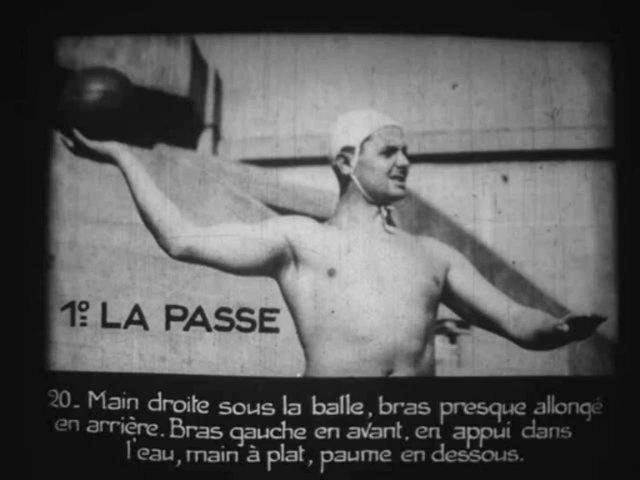 1º LA PASSE
20_ Main droite sous la balle, bras presque allongé
en arrière. Bras gauche en avant, en appui dans
l'eau, main à plat, paume en dessous.